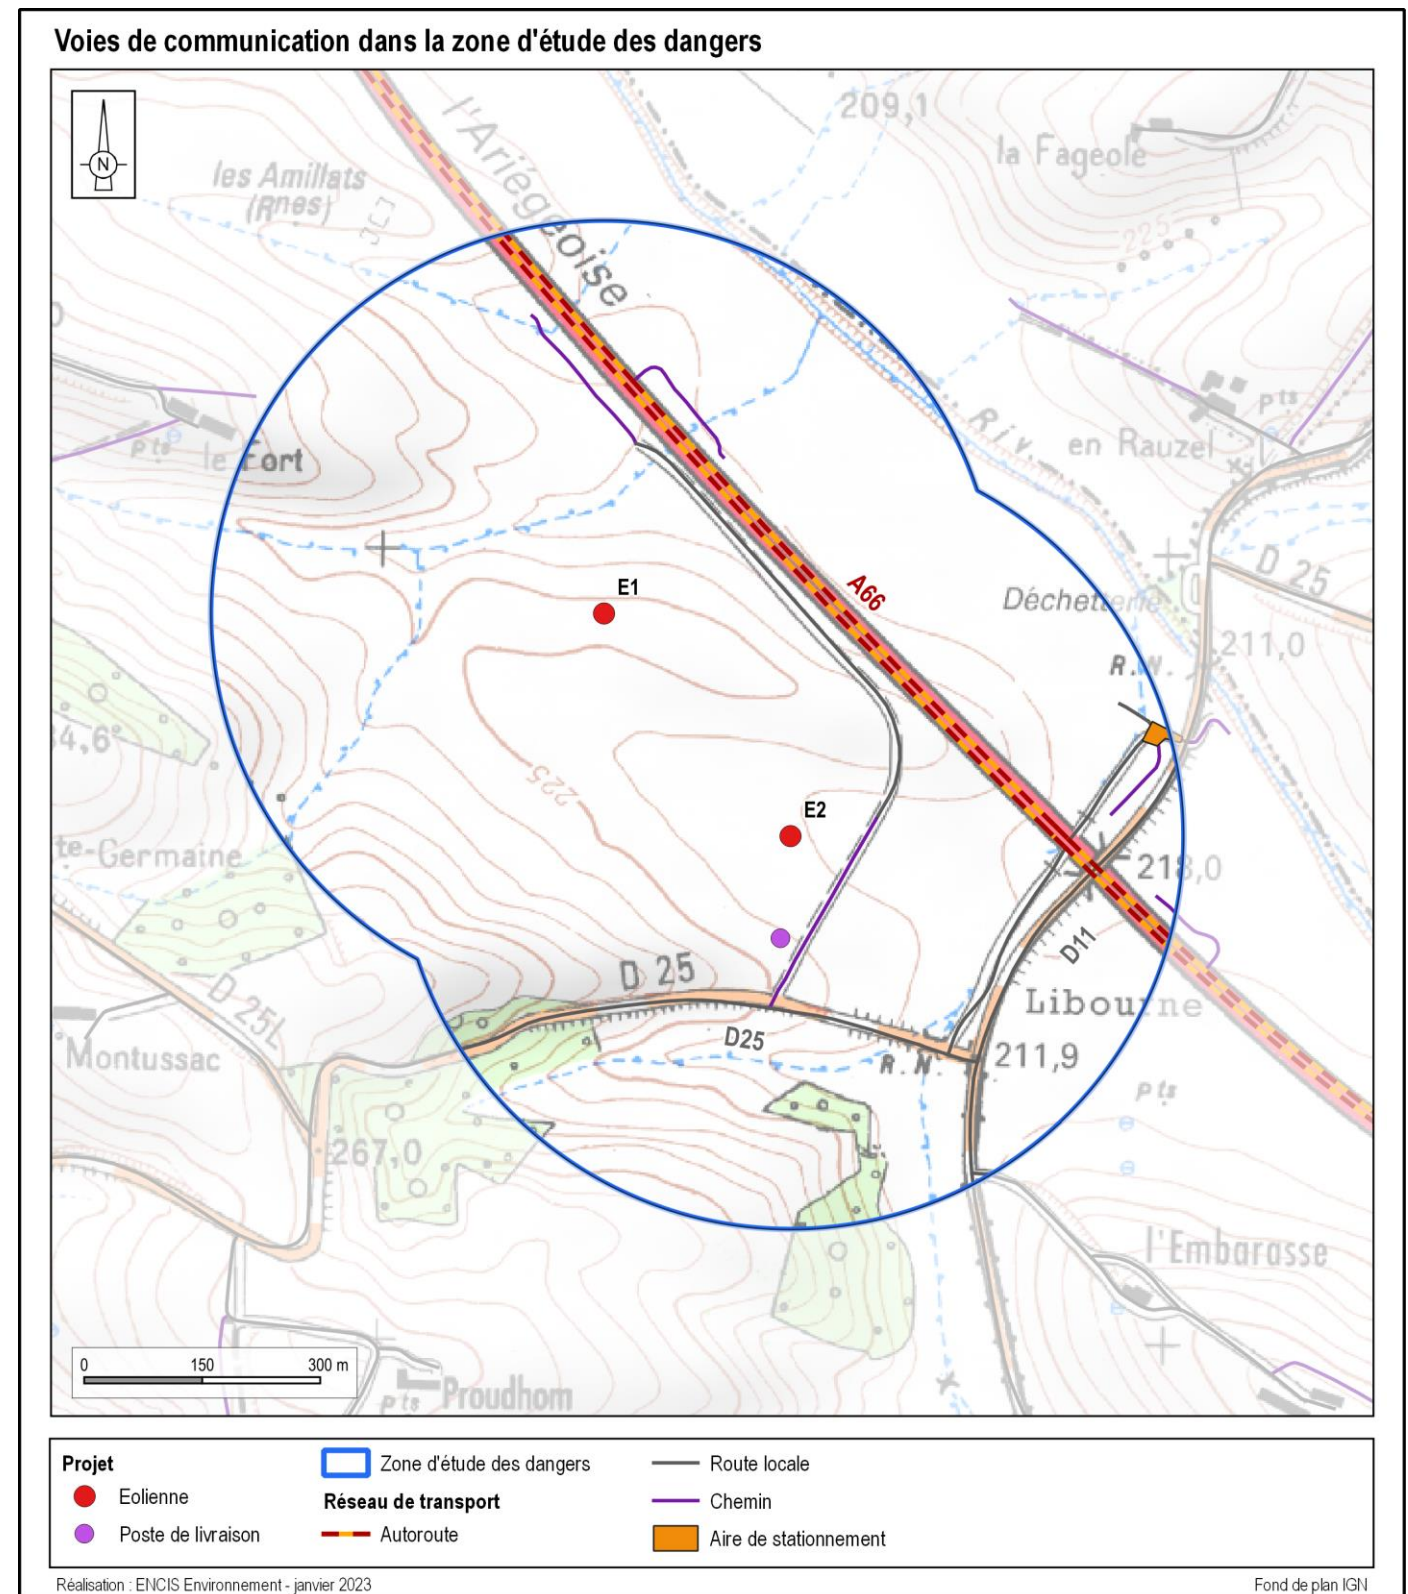 Voies de communication dans la zone d'étude des dangers
N
l'Ariégeoise
209,1
la Fageole
les Amillats
(Rnes)
225
pts
le Fort
Riv.
en Rauzel
pts
E1
A66
Déchetterie
D 25
211,0
R.N.
4,6
225
E2
te-Germaine
218,0
D 25
D11
D 25L
Libourne
D25
Montussac
R.N.
211,9
pts
267,0
l'Embarasse
0 150 300 m
pts Proudhom
Projet
Eolienne
Poste de livraison
Zone d'étude des dangers
Réseau de transport
Autoroute
Route locale
Chemin
Aire de stationnement
Réalisation : ENCIS Environnement - janvier 2023
Fond de plan IGN